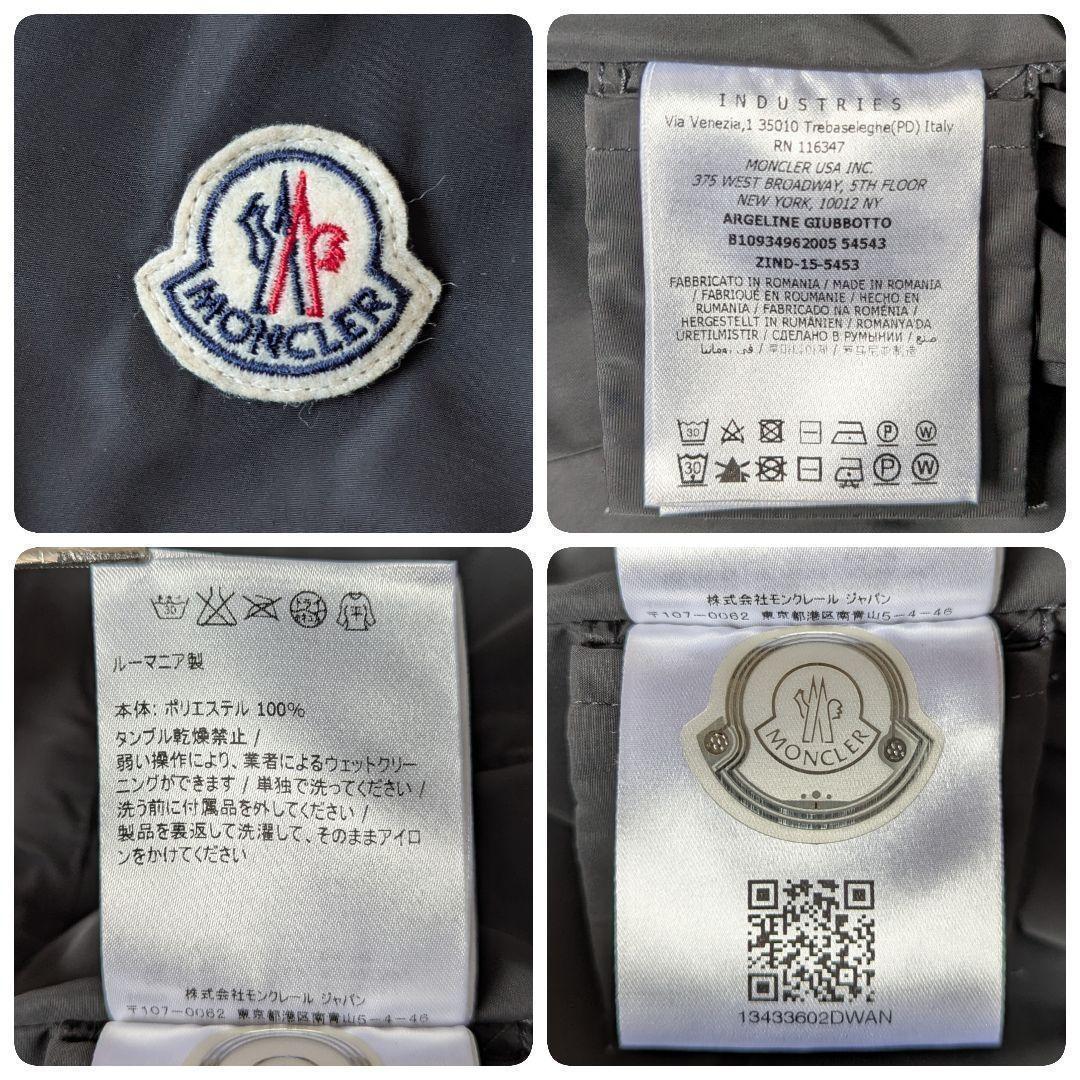 MONCLER
INDUSTRIES
Via Venezia,1 35010 Trebaseleghe(PD) Italy
RN 116347
MONCLER USA INC.
375 WEST BROADWAY, 5TH FLOOR
NEW YORK, 10012 NY
ARGELINE GIUBBOTTO
B10934962005 54543
ZIND-15-5453
FABBRICATO IN ROMANIA / MADE IN ROMANIA
/ FABRIQUÉ EN ROUMANIE / HECHO EN
RUMANIA / FABRICADO NA ROMÉNIA /
HERGESTELLT IN RUMÄNIEN / ROMANYA'DA
ÜRETILMISTIR / СДЕЛАНО В РУМЫНИИ / صنع
في رومانيا /
30
P
W
30
P
W
30
ドライ
平
ルーマニア製
本体: ポリエステル 100%
タンブル乾燥禁止 /
弱い操作により、業者によるウェットクリー
ニングができます / 単独で洗ってください /
洗う前に付属品を外してください /
製品を裏返して洗濯して、そのままアイロ
ンをかけてください
株式会社モンクレール ジャパン
〒107-0062 東京都港区南青山5-4-46
株式会社モンクレール ジャパン
〒107-0062 東京都港区南青山5-4-46
MONCLER
13433602DWAN